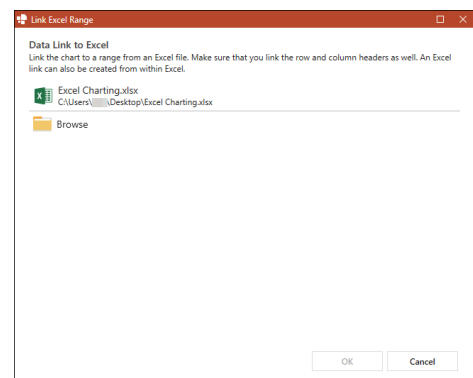 Link Excel Range
Data Link to Excel
Link the chart to a range from an Excel file. Make sure that you link the row and column headers as well. An Excel
link can also be created from within Excel.
Excel Charting.xlsx
C:\Users\ \Desktop\Excel Charting.xlsx
Browse
OK
Cancel